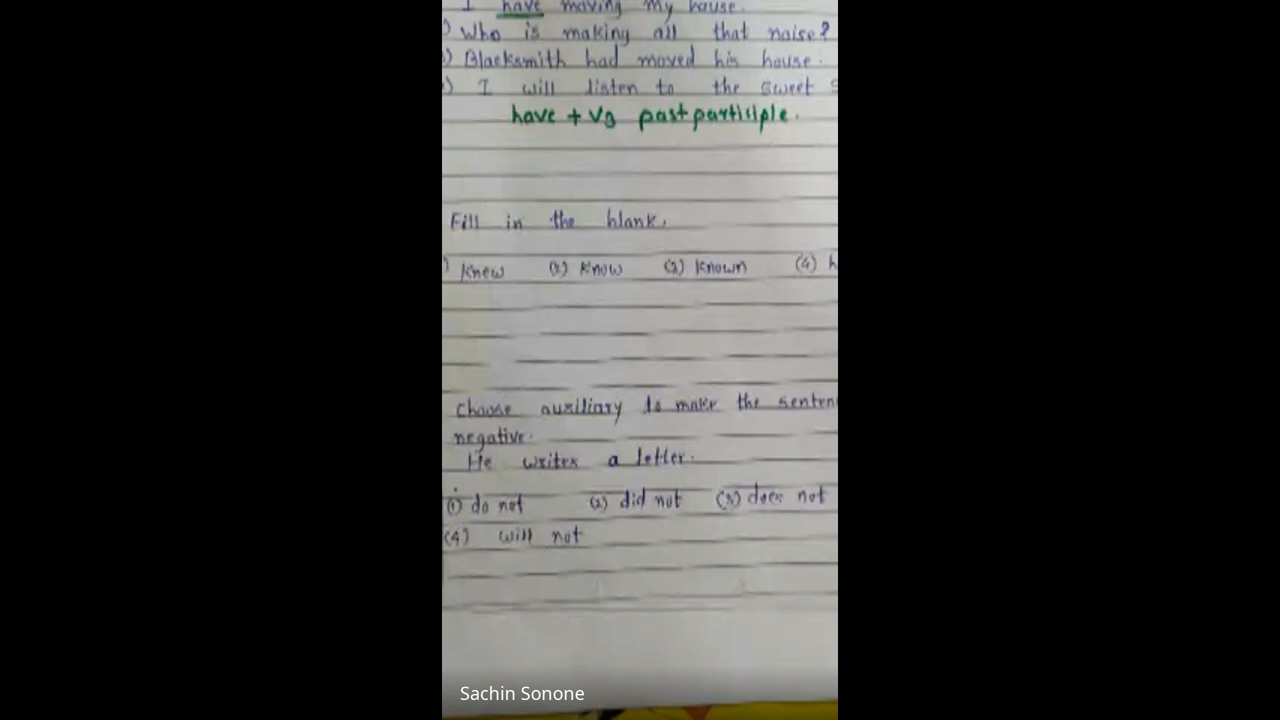 I have moving my house.
) Who is making all that noise?
) Blacksmith had moved his house.
) I will listen to the sweet s
have + V3 past participle.
Fill in the blank.
) Knew (2) Know (3) Known (4) h
Choose auxiliary to make the senten
negative.
He writes a letter.
(1) do not (2) did not (3) does not
(4) will not
Sachin Sonone